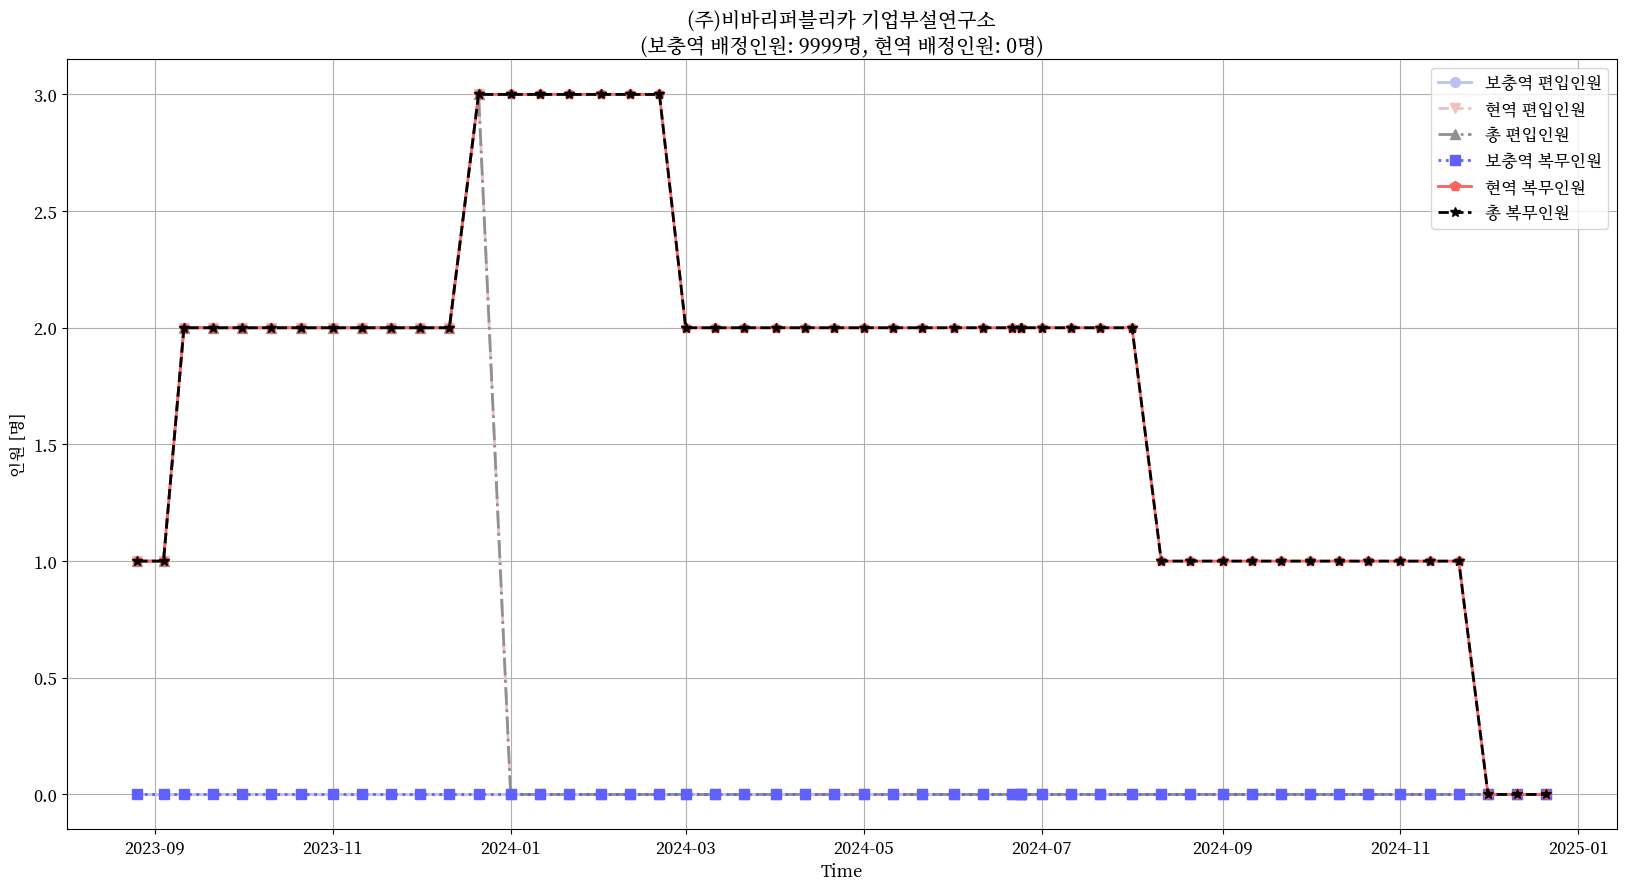 (주)비바리퍼블리카 기업부설연구소
(보충역 배정인원: 9999명, 현역 배정인원: 0명)
보충역 편입인원
현역 편입인원
총 편입인원
보충역 복무인원
현역 복무인원
총 복무인원
인원 [명]
3.0
2.5
2.0
1.5
1.0
0.5
0.0
2023-09
2023-11
2024-01
2024-03
2024-05
2024-07
2024-09
2024-11
2025-01
Time